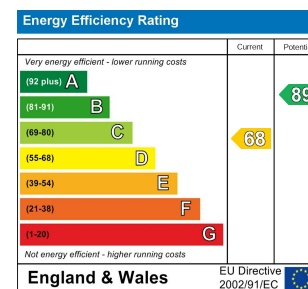 Energy Efficiency Rating
Current Potenti
Very energy efficient - lower running costs
(92 plus) A
(81-91) B
89
(69-80) C
68
(55-68) D
(39-54) E
(21-38) F
(1-20) G
Not energy efficient - higher running costs
England & Wales
EU Directive
2002/91/EC